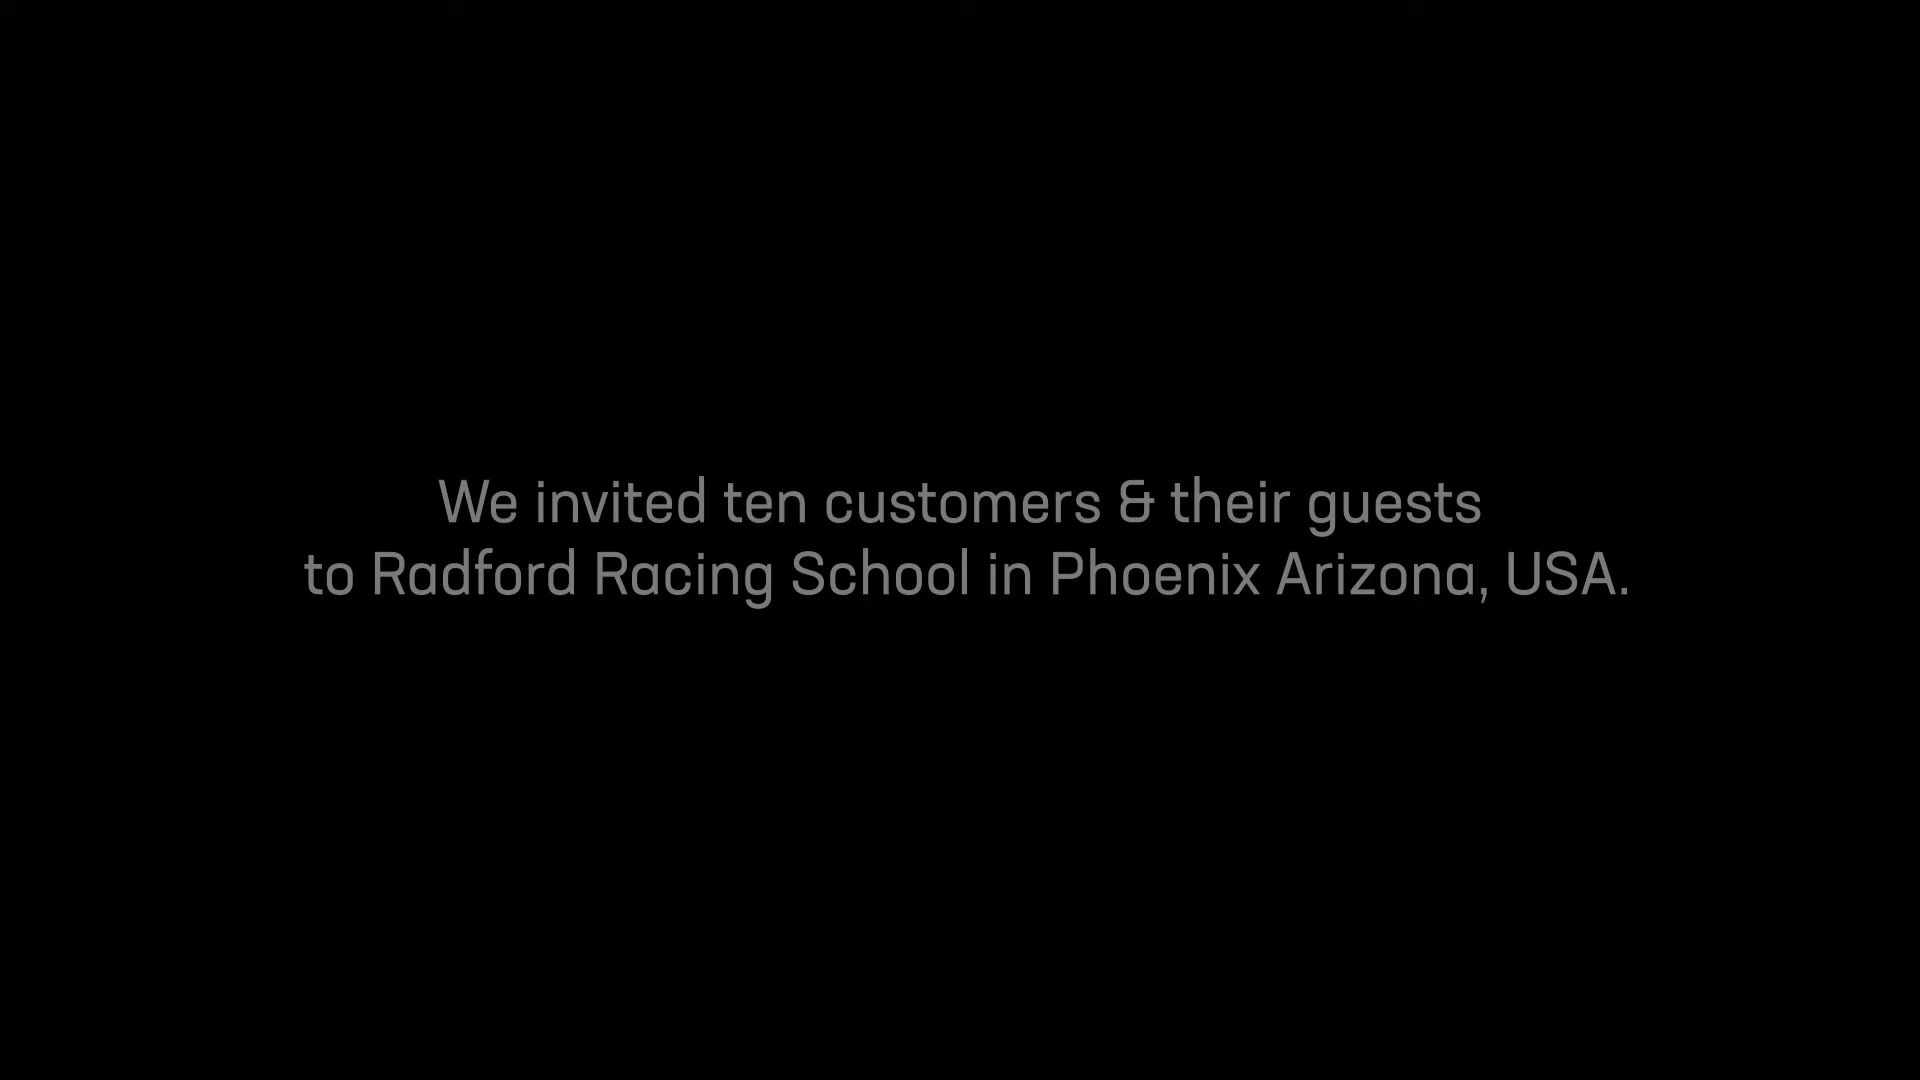 We invited ten customers & their guests
to Radford Racing School in Phoenix Arizona, USA.